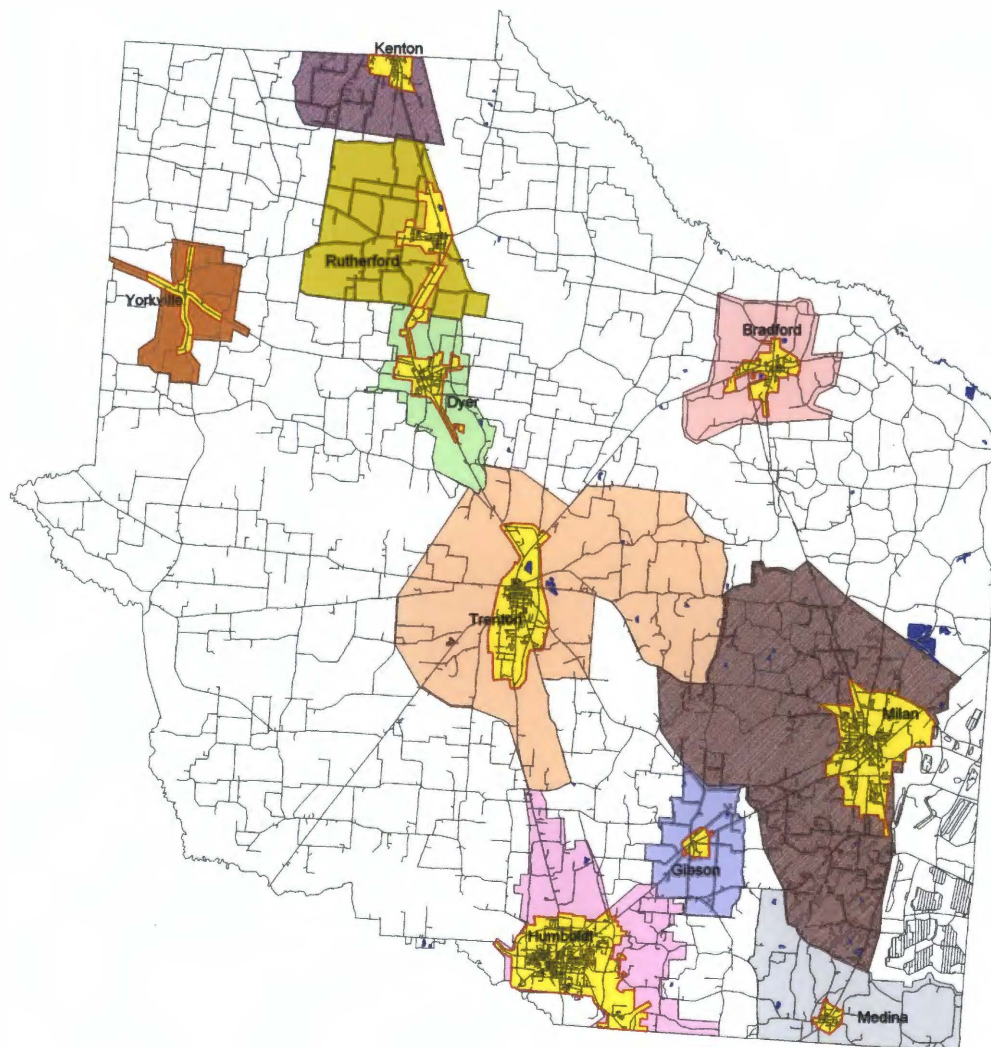 Kenton
Rutherford
Yorkville
Bradford
Dyer
Trenton
Milan
Gibson
Humboldt
Medina